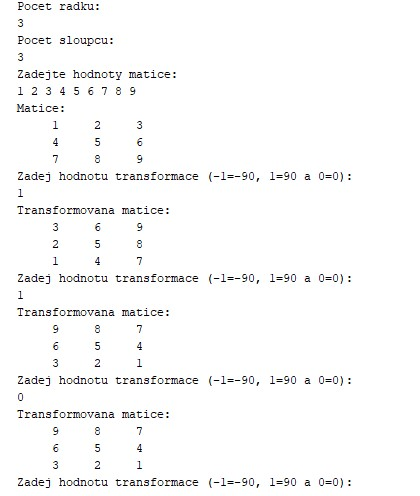 Pocet radku:
3
Pocet sloupcu:
3
Zadejte hodnoty matice:
1 2 3 4 5 6 7 8 9
Matice:
1 2 3
4 5 6
7 8 9
Zadej hodnotu transformace (-1=-90, 1=90 a 0=0):
1
Transformovana matice:
3 6 9
2 5 8
1 4 7
Zadej hodnotu transformace (-1=-90, 1=90 a 0=0):
1
Transformovana matice:
9 8 7
6 5 4
3 2 1
Zadej hodnotu transformace (-1=-90, 1=90 a 0=0):
0
Transformovana matice:
9 8 7
6 5 4
3 2 1
Zadej hodnotu transformace (-1=-90, 1=90 a 0=0):